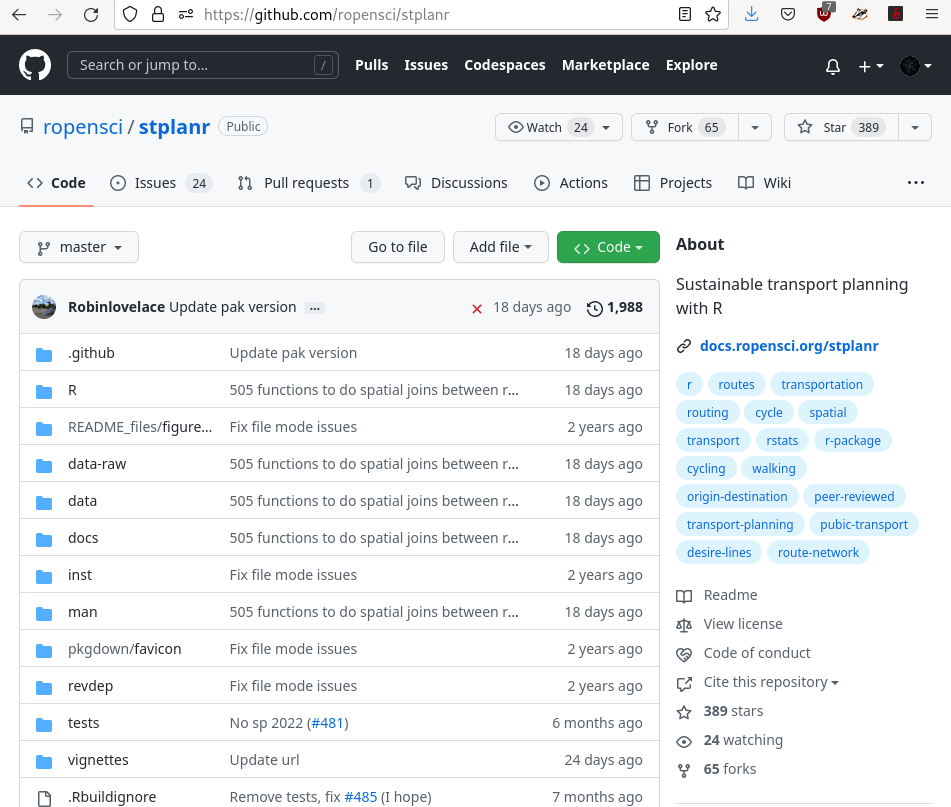 https://github.com/ropensci/stplanr
7
Search or jump to...
/
Pulls Issues Codespaces Marketplace Explore
ropensci / stplanr Public
Watch 24 Fork 65 Star 389
Code Issues 24 Pull requests 1 Discussions Actions Projects Wiki ...
master Go to file Add file Code
Robinlovelace Update pak version ... 18 days ago 1,988
.github Update pak version 18 days ago
R 505 functions to do spatial joins between r... 18 days ago
README_files/figure... Fix file mode issues 2 years ago
data-raw 505 functions to do spatial joins between r... 18 days ago
data 505 functions to do spatial joins between r... 18 days ago
docs 505 functions to do spatial joins between r... 18 days ago
inst Fix file mode issues 2 years ago
man 505 functions to do spatial joins between r... 18 days ago
pkgdown/favicon Fix file mode issues 2 years ago
revdep Fix file mode issues 2 years ago
tests No sp 2022 (#481) 6 months ago
vignettes Update url 24 days ago
.Rbuildignore Remove tests, fix #485 (I hope) 7 months ago
About
Sustainable transport planning
with R
docs.ropensci.org/stplanr
r routes transportation
routing cycle spatial
transport rstats r-package
cycling walking
origin-destination peer-reviewed
transport-planning pubic-transport
desire-lines route-network
Readme
View license
Code of conduct
Cite this repository
389 stars
24 watching
65 forks